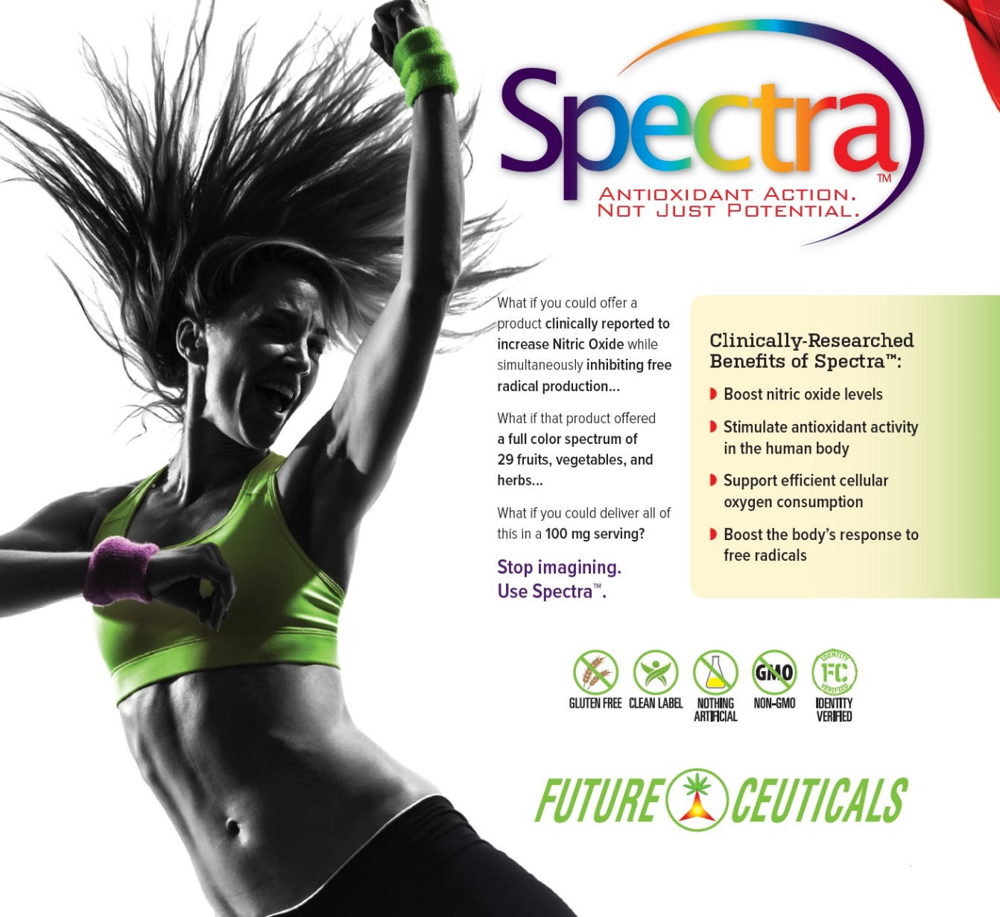 Spectra™
ANTIOXIDANT ACTION.
NOT JUST POTENTIAL.
What if you could offer a
product clinically reported to
increase Nitric Oxide while
simultaneously inhibiting free
radical production...
What if that product offered
a full color spectrum of
29 fruits, vegetables, and
herbs...
What if you could deliver all of
this in a 100 mg serving?
Stop imagining.
Use Spectra™.
Clinically-Researched
Benefits of Spectra™:
Boost nitric oxide levels
Stimulate antioxidant activity
in the human body
Support efficient cellular
oxygen consumption
Boost the body's response to
free radicals
GMO
IDENTITY
FC
VERIFIED
GLUTEN FREE
CLEAN LABEL
NOTHING
ARTIFICIAL
NON-GMO
IDENTITY
VERIFIED
FUTURE CEUTICALS